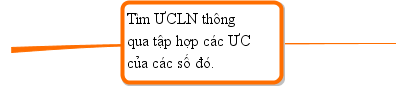 Tìm ƯCLN thông
qua tập hợp các ƯC
của các số đó.